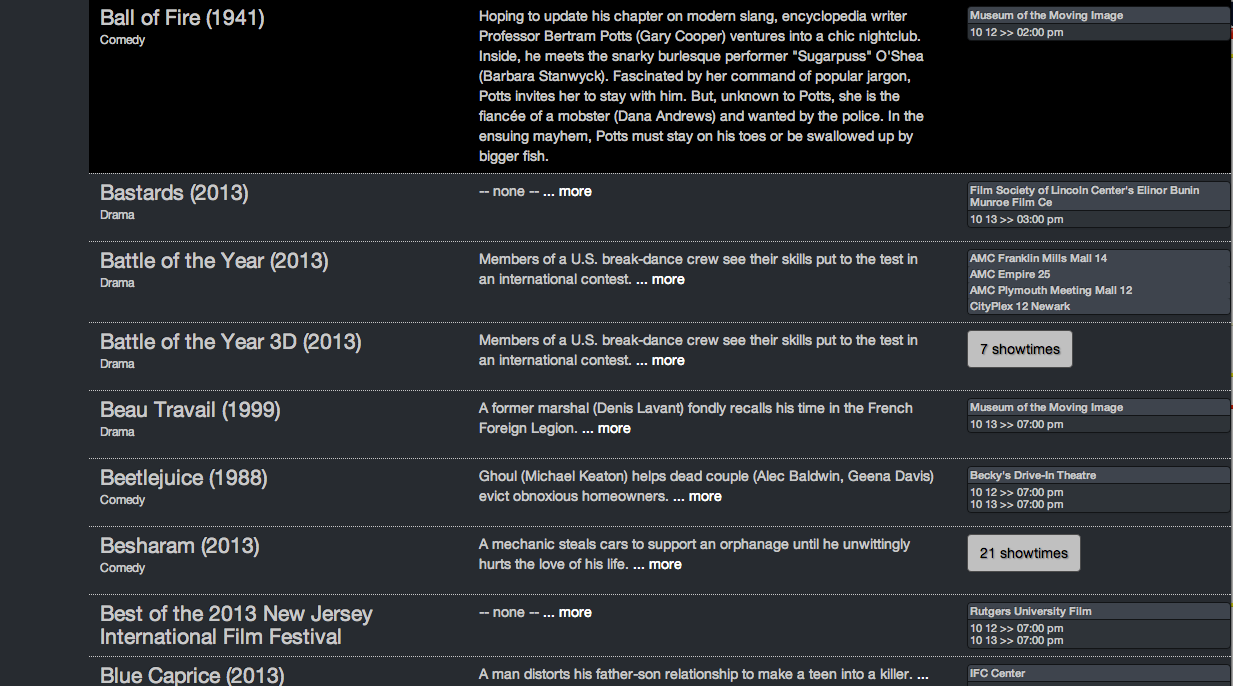 Ball of Fire (1941)
Comedy
Hoping to update his chapter on modern slang, encyclopedia writer
Professor Bertram Potts (Gary Cooper) ventures into a chic nightclub.
Inside, he meets the snarky burlesque performer "Sugarpuss" O'Shea
(Barbara Stanwyck). Fascinated by her command of popular jargon,
Potts invites her to stay with him. But, unknown to Potts, she is the
fiancée of a mobster (Dana Andrews) and wanted by the police. In the
ensuing mayhem, Potts must stay on his toes or be swallowed up by
bigger fish.
Museum of the Moving Image
10 12 >> 02:00 pm
Bastards (2013)
Drama
-- none -- ... more
Film Society of Lincoln Center's Elinor Bunin
Munroe Film Ce
10 13 >> 03:00 pm
Battle of the Year (2013)
Drama
Members of a U.S. break-dance crew see their skills put to the test in
an international contest. ... more
AMC Franklin Mills Mall 14
AMC Empire 25
AMC Plymouth Meeting Mall 12
CityPlex 12 Newark
Battle of the Year 3D (2013)
Drama
Members of a U.S. break-dance crew see their skills put to the test in
an international contest. ... more
7 showtimes
Beau Travail (1999)
Drama
A former marshal (Denis Lavant) fondly recalls his time in the French
Foreign Legion. ... more
Museum of the Moving Image
10 13 >> 07:00 pm
Beetlejuice (1988)
Comedy
Ghoul (Michael Keaton) helps dead couple (Alec Baldwin, Geena Davis)
evict obnoxious homeowners. ... more
Becky's Drive-In Theatre
10 12 >> 07:00 pm
10 13 >> 07:00 pm
Besharam (2013)
Comedy
A mechanic steals cars to support an orphanage until he unwittingly
hurts the love of his life. ... more
21 showtimes
Best of the 2013 New Jersey
International Film Festival
-- none -- ... more
Rutgers University Film
10 12 >> 07:00 pm
10 13 >> 07:00 pm
Blue Caprice (2013)
A man distorts his father-son relationship to make a teen into a killer. ...
IFC Center